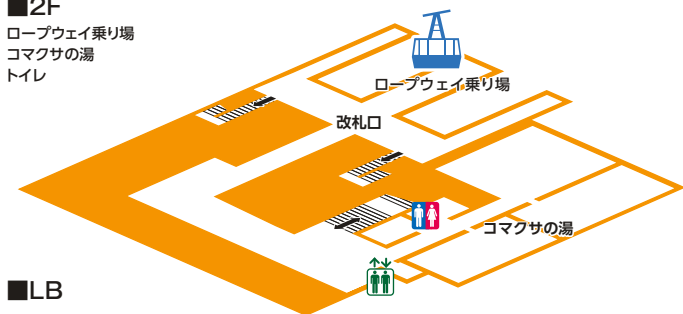 ■2F
ロープウェイ乗り場
コマクサの湯
トイレ
ロープウェイ乗り場
改札口
コマクサの湯
■LB